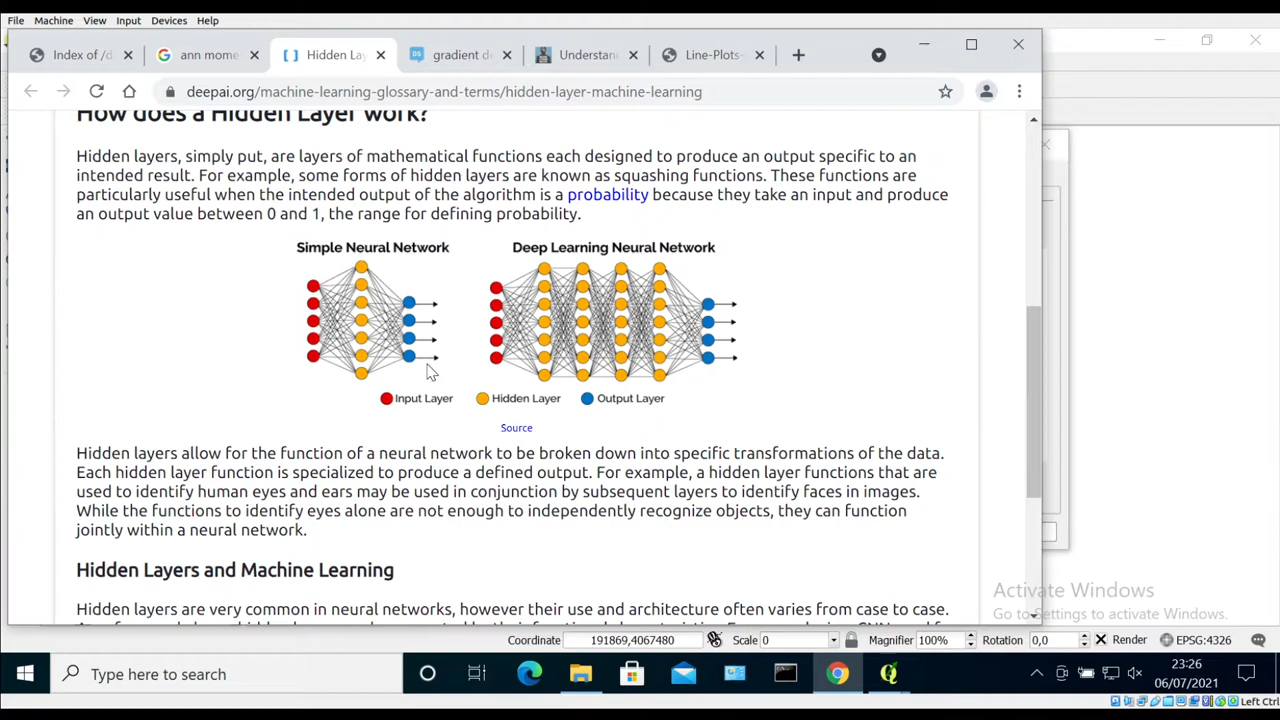 File Machine View Input Devices Help
Index of /d
ann mome
Hidden La
gradient d
Understan
Line-Plots-
deepai.org/machine-learning-glossary-and-terms/hidden-layer-machine-learning
How does a Hidden Layer work?
Hidden layers, simply put, are layers of mathematical functions each designed to produce an output specific to an
intended result. For example, some forms of hidden layers are known as squashing functions. These functions are
particularly useful when the intended output of the algorithm is a probability because they take an input and produce
an output value between 0 and 1, the range for defining probability.
Simple Neural Network
Deep Learning Neural Network
Input Layer
Hidden Layer
Output Layer
Source
Hidden layers allow for the function of a neural network to be broken down into specific transformations of the data.
Each hidden layer function is specialized to produce a defined output. For example, a hidden layer functions that are
used to identify human eyes and ears may be used in conjunction by subsequent layers to identify faces in images.
While the functions to identify eyes alone are not enough to independently recognize objects, they can function
jointly within a neural network.
Hidden Layers and Machine Learning
Hidden layers are very common in neural networks, however their use and architecture often varies from case to case.
Activate Windows
Go to Settings to activate Windows.
Coordinate 191869,4067480 Scale 0 Magnifier 100% Rotation 0,0 Render EPSG:4326
Type here to search
23:26
06/07/2021
Left Ctrl